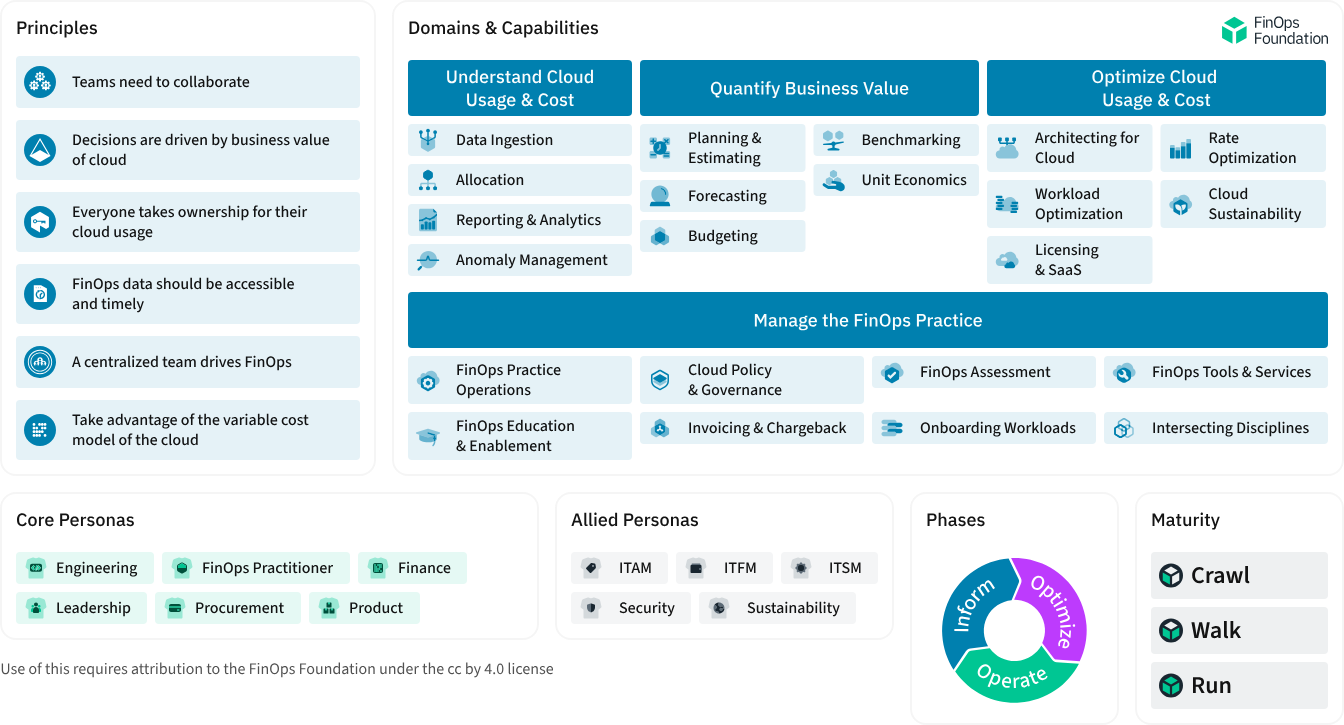 Principles
Teams need to collaborate
Decisions are driven by business value
of cloud
Everyone takes ownership for their
cloud usage
FinOps data should be accessible
and timely
A centralized team drives FinOps
Take advantage of the variable cost
model of the cloud
Domains & Capabilities
FinOps
Foundation
Understand Cloud
Usage & Cost
Data Ingestion
Allocation
Reporting & Analytics
Anomaly Management
Quantify Business Value
Planning &
Estimating
Forecasting
Budgeting
Benchmarking
Unit Economics
Optimize Cloud
Usage & Cost
Architecting for
Cloud
Workload
Optimization
Licensing
& SaaS
Rate
Optimization
Cloud
Sustainability
Manage the FinOps Practice
FinOps Practice
Operations
Cloud Policy
& Governance
FinOps Assessment
FinOps Tools & Services
FinOps Education
& Enablement
Invoicing & Chargeback
Onboarding Workloads
Intersecting Disciplines
Core Personas
Engineering
FinOps Practitioner
Finance
Leadership
Procurement
Product
Allied Personas
ITAM
ITFM
ITSM
Security
Sustainability
Phases
Inform
Optimize
Operate
Maturity
Crawl
Walk
Run
Use of this requires attribution to the FinOps Foundation under the cc by 4.0 license